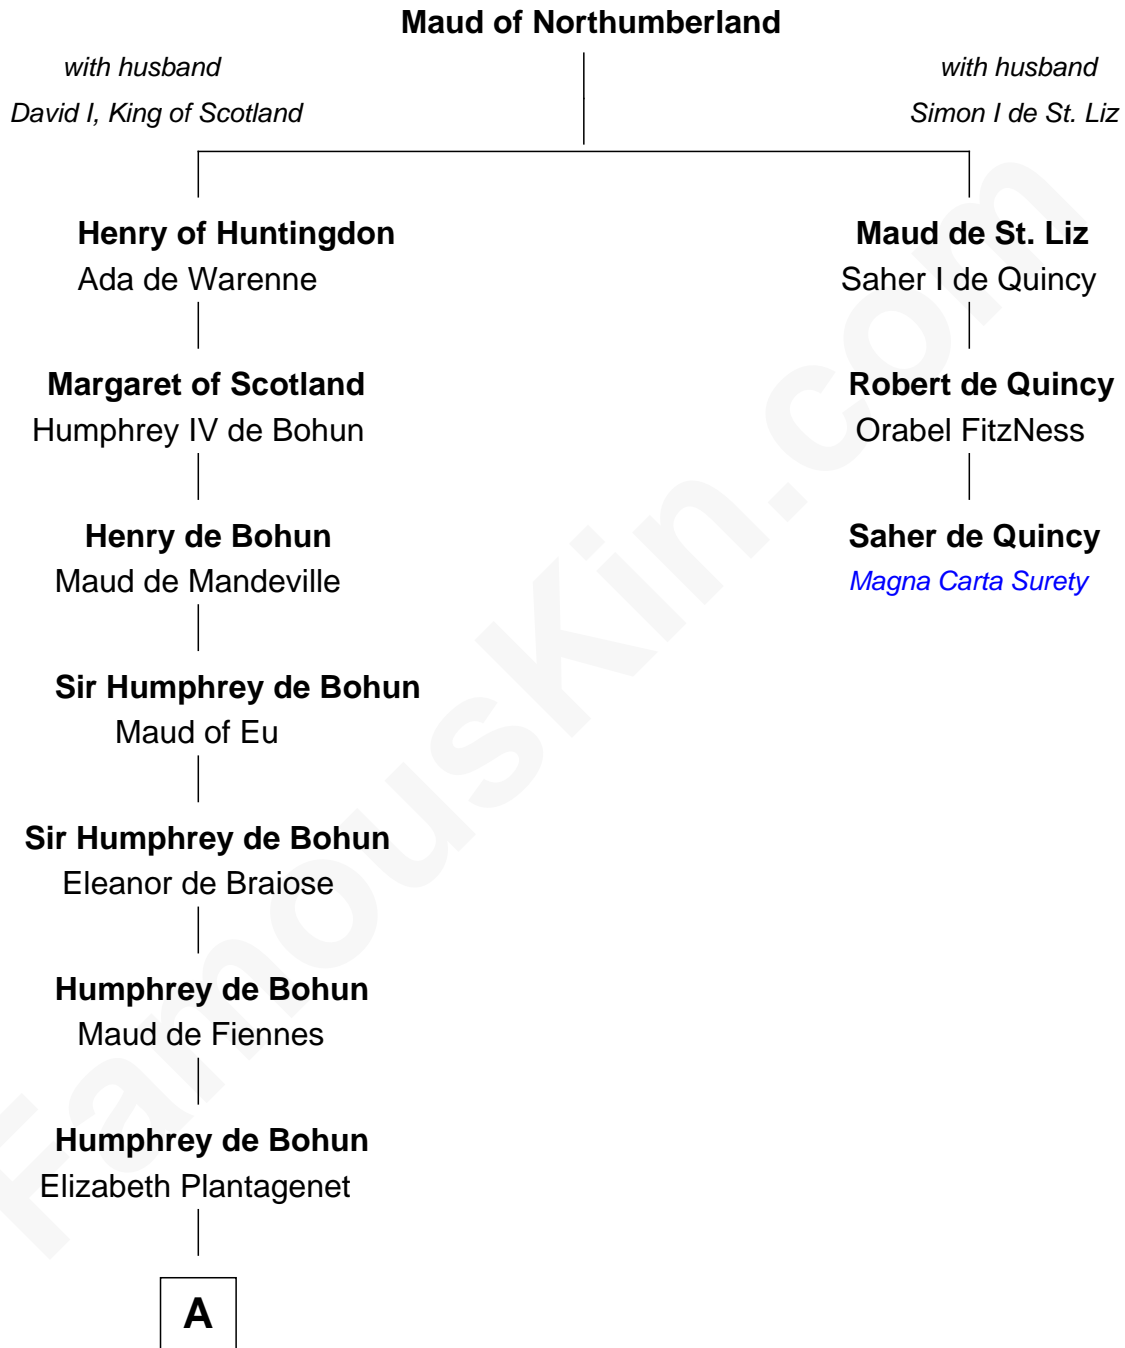 Maud of Northumberland
with husband
David I, King of Scotland
with husband
Simon I de St. Liz
Henry of Huntingdon
Ada de Warenne
Maud de St. Liz
Saher I de Quincy
Margaret of Scotland
Humphrey IV de Bohun
Robert de Quincy
Orabel FitzNess
Henry de Bohun
Maud de Mandeville
Saher de Quincy
Magna Carta Surety
Sir Humphrey de Bohun
Maud of Eu
Sir Humphrey de Bohun
Eleanor de Braiose
Humphrey de Bohun
Maud de Fiennes
Humphrey de Bohun
Elizabeth Plantagenet
A
FamousKin.com